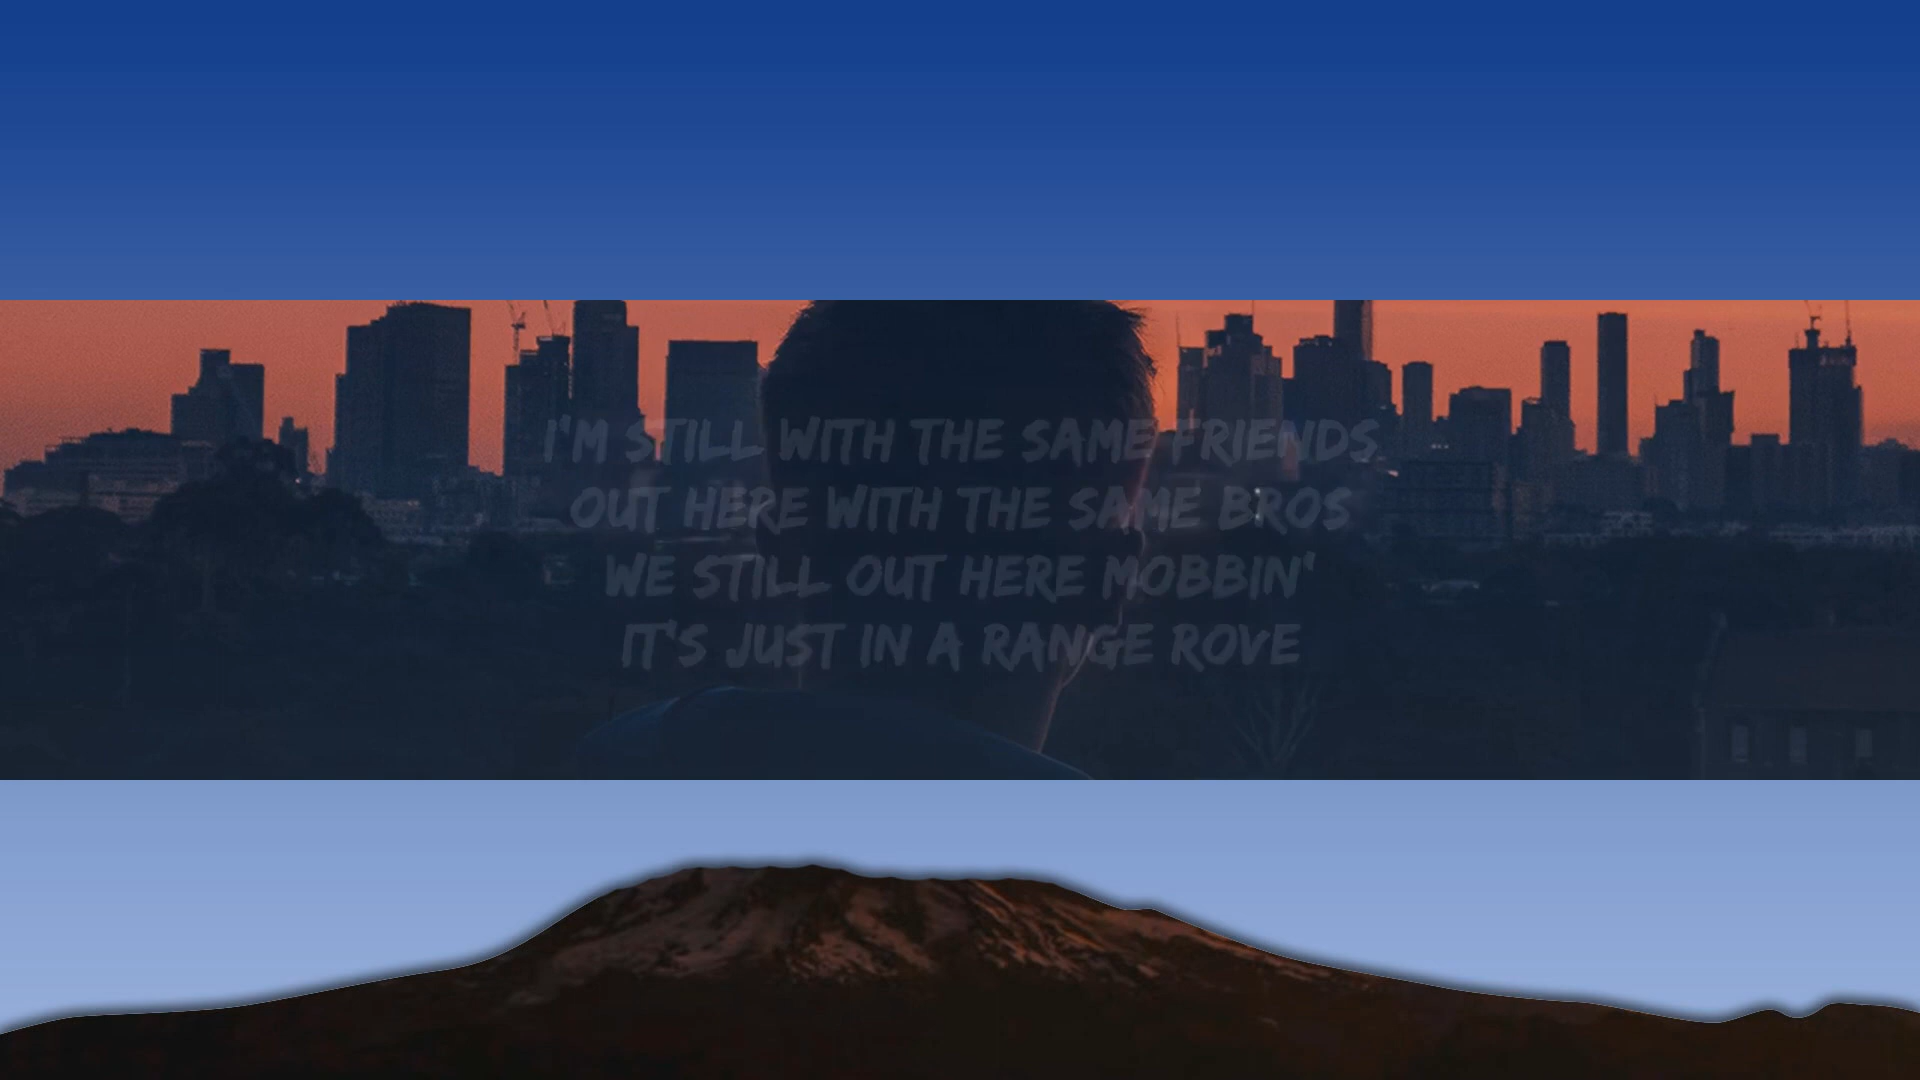 I'M STILL WITH THE SAME FRIENDS
OUT HERE WITH THE SAME BROS
WE STILL OUT HERE MOBBIN'
IT'S JUST IN A RANGE ROVE